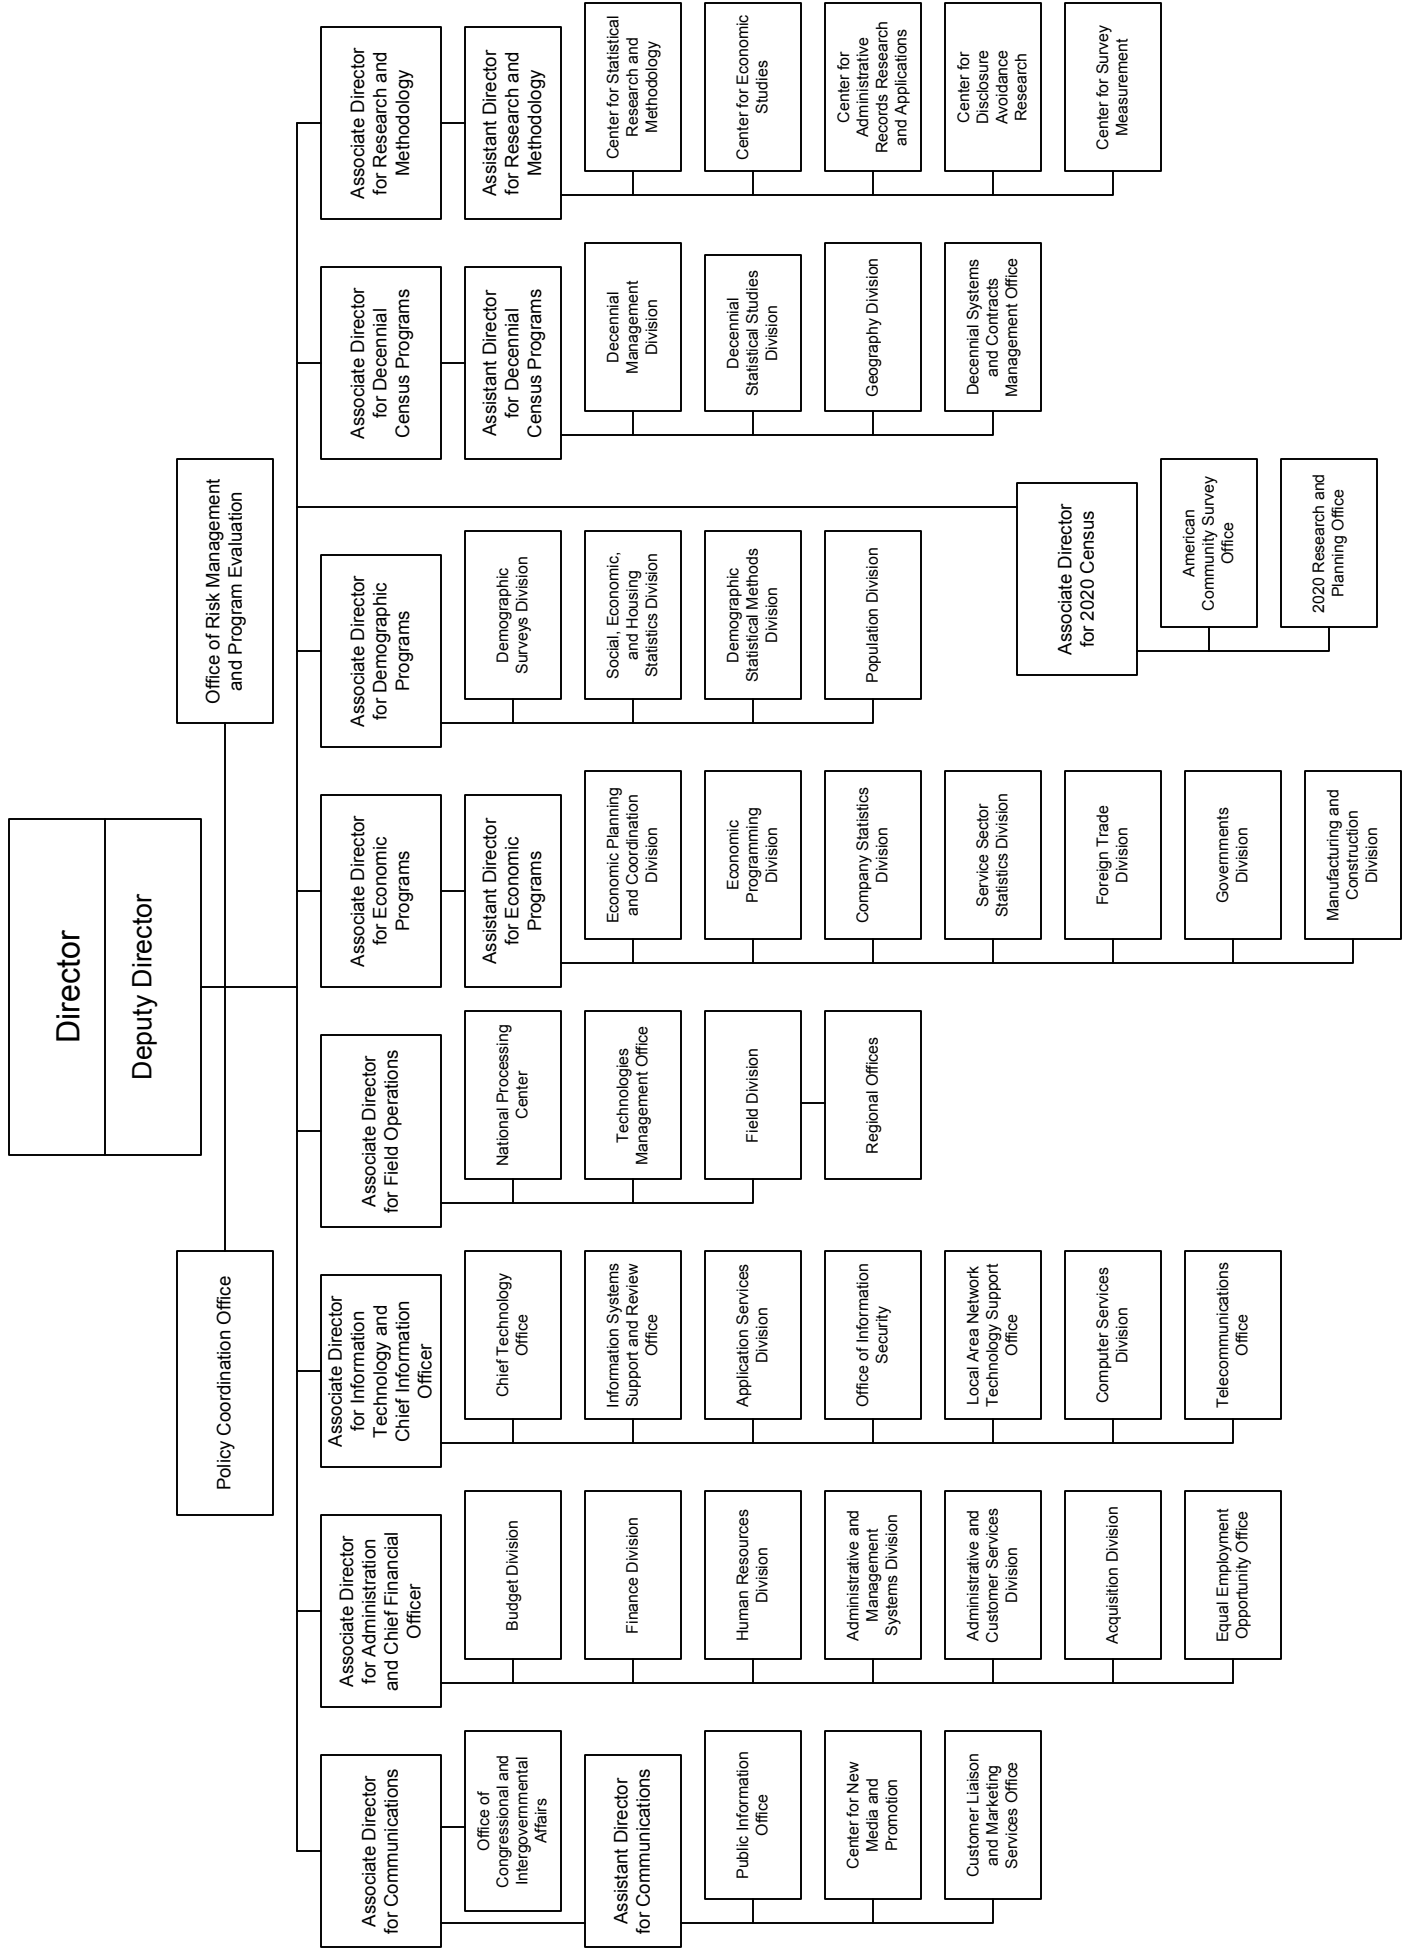 Director
Deputy Director
Policy Coordination Office
Office of Risk Management
and Program Evaluation
Associate Director
for Communications
Office of
Congressional and
Intergovernmental
Affairs
Assistant Director
for Communications
Public Information
Office
Center for New
Media and
Promotion
Customer Liaison
and Marketing
Services Office
Associate Director
for Administration
and Chief Financial
Officer
Budget Division
Finance Division
Human Resources
Division
Administrative and
Management
Systems Division
Administrative and
Customer Services
Division
Acquisition Division
Equal Employment
Opportunity Office
Associate Director
for Information
Technology and
Chief Information
Officer
Chief Technology
Office
Information Systems
Support and Review
Office
Application Services
Division
Office of Information
Security
Local Area Network
Technology Support
Office
Computer Services
Division
Telecommunications
Office
Associate Director
for Field Operations
National Processing
Center
Technologies
Management Office
Field Division
Regional Offices
Associate Director
for Economic
Programs
Assistant Director
for Economic
Programs
Economic Planning
and Coordination
Division
Economic
Programming
Division
Company Statistics
Division
Service Sector
Statistics Division
Foreign Trade
Division
Governments
Division
Manufacturing and
Construction
Division
Associate Director
for Demographic
Programs
Demographic
Surveys Division
Social, Economic,
and Housing
Statistics Division
Demographic
Statistical Methods
Division
Population Division
Associate Director
for 2020 Census
American
Community Survey
Office
2020 Research and
Planning Office
Associate Director
for Decennial
Census Programs
Assistant Director
for Decennial
Census Programs
Decennial
Management
Division
Decennial
Statistical Studies
Division
Geography Division
Decennial Systems
and Contracts
Management Office
Associate Director
for Research and
Methodology
Assistant Director
for Research and
Methodology
Center for Statistical
Research and
Methodology
Center for Economic
Studies
Center for
Administrative
Records Research
and Applications
Center for
Disclosure
Avoidance
Research
Center for Survey
Measurement